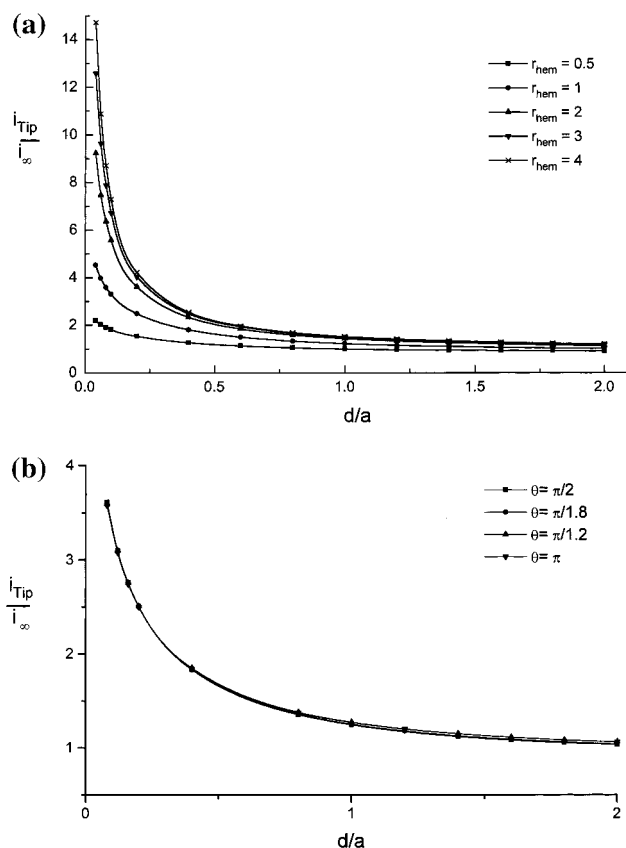 (a)
14
12
10
8
6
4
2
0
i_Tip
i_∞
0.0 0.5 1.0 1.5 2.0
d/a
r_hem = 0.5
r_hem = 1
r_hem = 2
r_hem = 3
r_hem = 4
(b)
4
3
2
1
i_Tip
i_∞
0 1 2
d/a
θ= π/2
θ= π/1.8
θ= π/1.2
θ= π